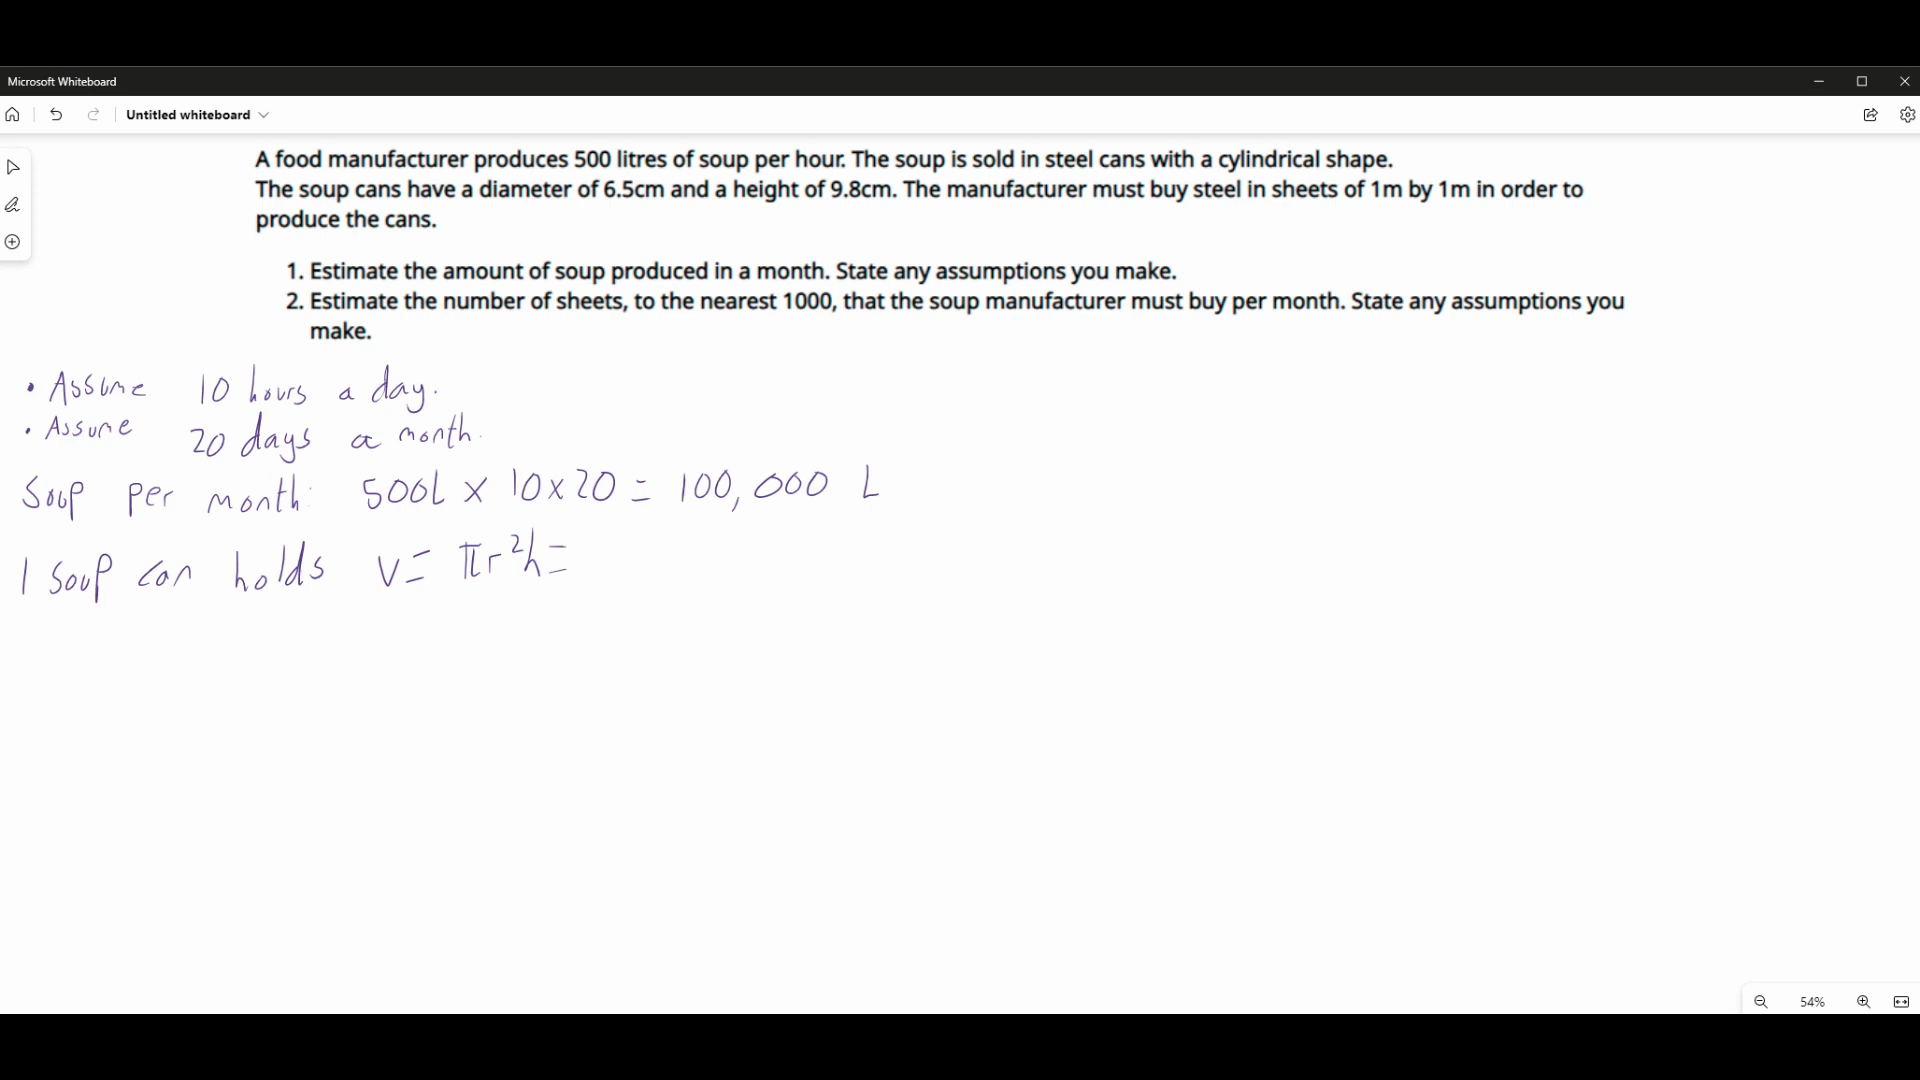 Microsoft Whiteboard
Untitled whiteboard
A food manufacturer produces 500 litres of soup per hour. The soup is sold in steel cans with a cylindrical shape.
The soup cans have a diameter of 6.5cm and a height of 9.8cm. The manufacturer must buy steel in sheets of 1m by 1m in order to
produce the cans.
1. Estimate the amount of soup produced in a month. State any assumptions you make.
2. Estimate the number of sheets, to the nearest 1000, that the soup manufacturer must buy per month. State any assumptions you
make.
• Assume 10 hours a day.
• Assume 20 days a month.
Soup per month: 500L x 10x20 = 100,000 L
1 Soup can holds v= πr²h=
54%